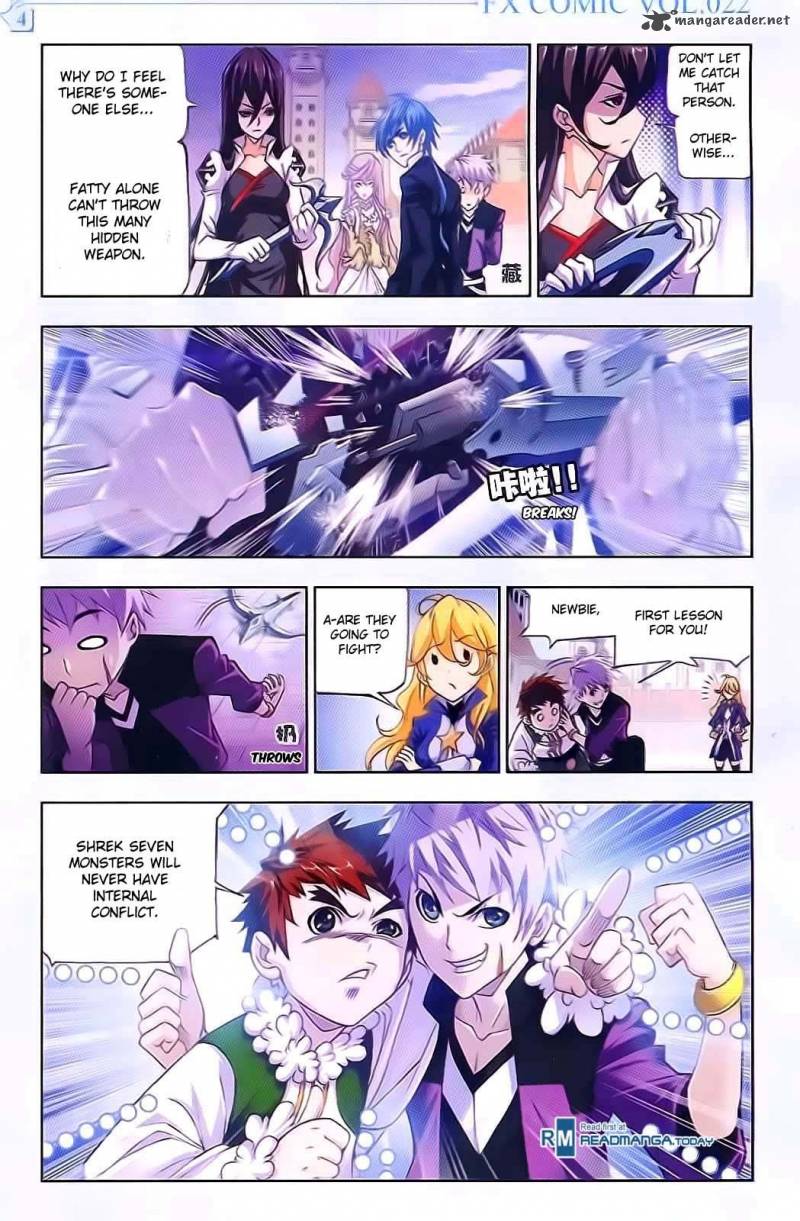 4
FX COMIC VOL.022
mangareader.net
WHY DO I FEEL
THERE'S SOME-
ONE ELSE...
FATTY ALONE
CAN'T THROW
THIS MANY
HIDDEN
WEAPON.
藏
DON'T LET
ME CATCH
THAT
PERSON.
OTHER-
WISE...
咔啦!!
BREAKS!
扔
THROWS
A-ARE THEY
GOING TO
FIGHT?
NEWBIE,
FIRST LESSON
FOR YOU!
SHREK SEVEN
MONSTERS WILL
NEVER HAVE
INTERNAL
CONFLICT.
Read first at
RM READMANGA.TODAY